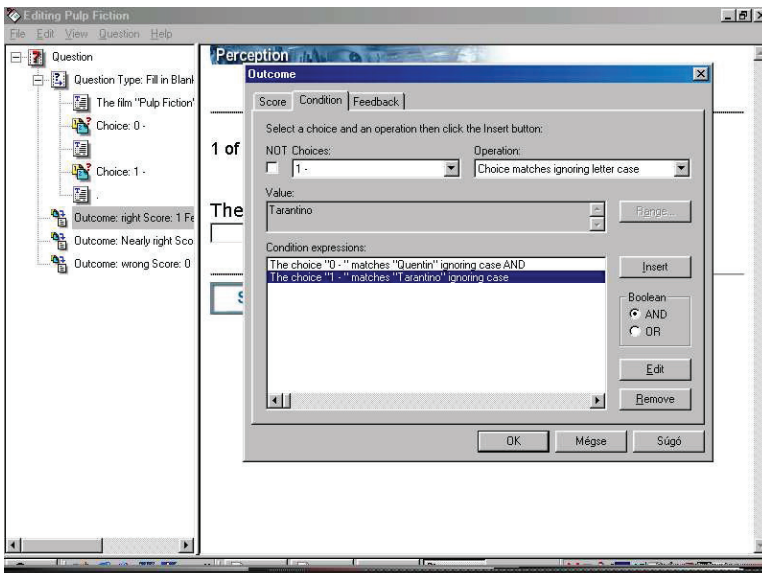 Editing Pulp Fiction
File Edit View Question Help
Question
Question Type: Fill in Blank
The film "Pulp Fiction"
Choice: 0 -
Choice: 1 -
.
Outcome: right Score: 1 Fe
Outcome: Nearly right Sco
Outcome: wrong Score: 0
Perception
1 of
The
S
Outcome
Score Condition Feedback
Select a choice and an operation then click the Insert button:
NOT Choices: Operation:
1 - Choice matches ignoring letter case
Value:
Tarantino Range...
Condition expressions:
The choice "0 - " matches "Quentin" ignoring case AND
The choice "1 - " matches "Tarantino" ignoring case
Insert
Boolean
AND
OR
Edit
Remove
OK Mégse Súgó